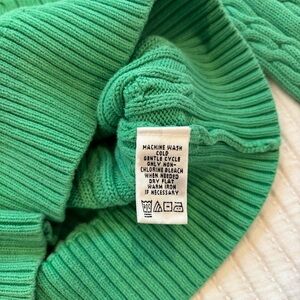 MACHINE WASH
COLD
GENTLE CYCLE
ONLY NON-
CHLORINE BLEACH
WHEN NEEDED
DRY FLAT
WARM IRON
IF NECESSARY